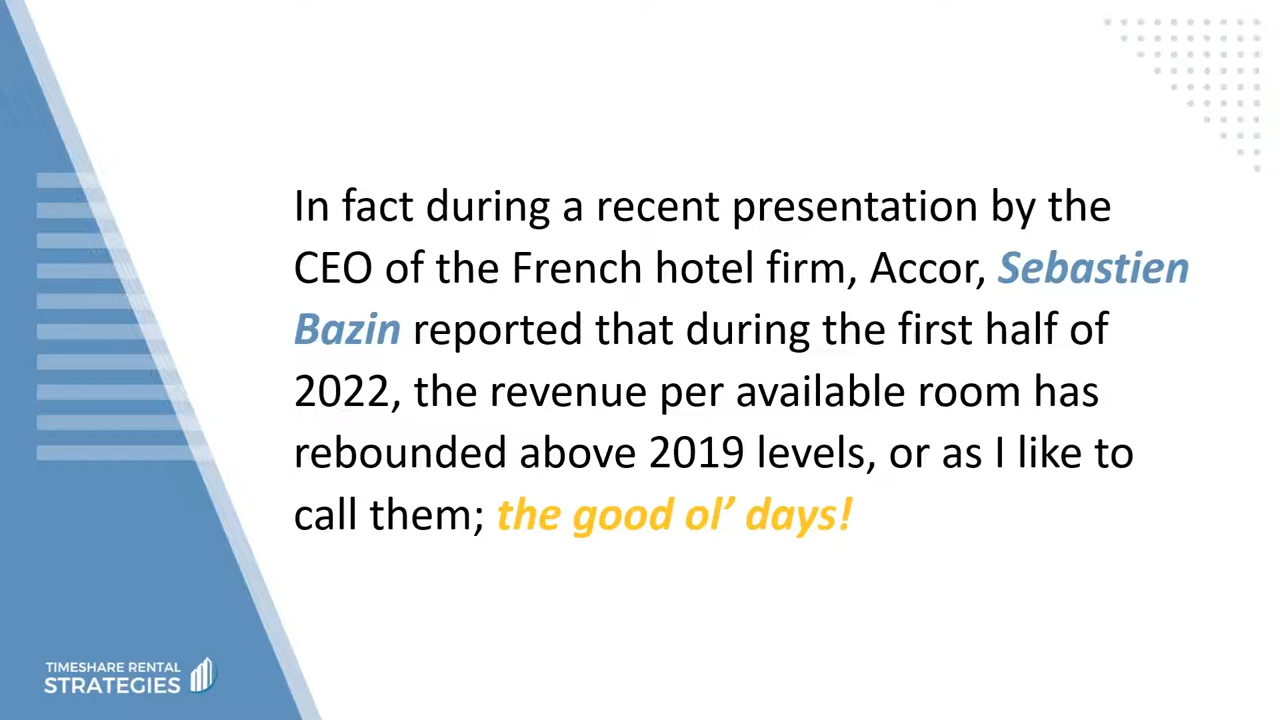 In fact during a recent presentation by the
CEO of the French hotel firm, Accor, Sebastien
Bazin reported that during the first half of
2022, the revenue per available room has
rebounded above 2019 levels, or as I like to
call them; the good ol’ days!
TIMESHARE RENTAL
STRATEGIES